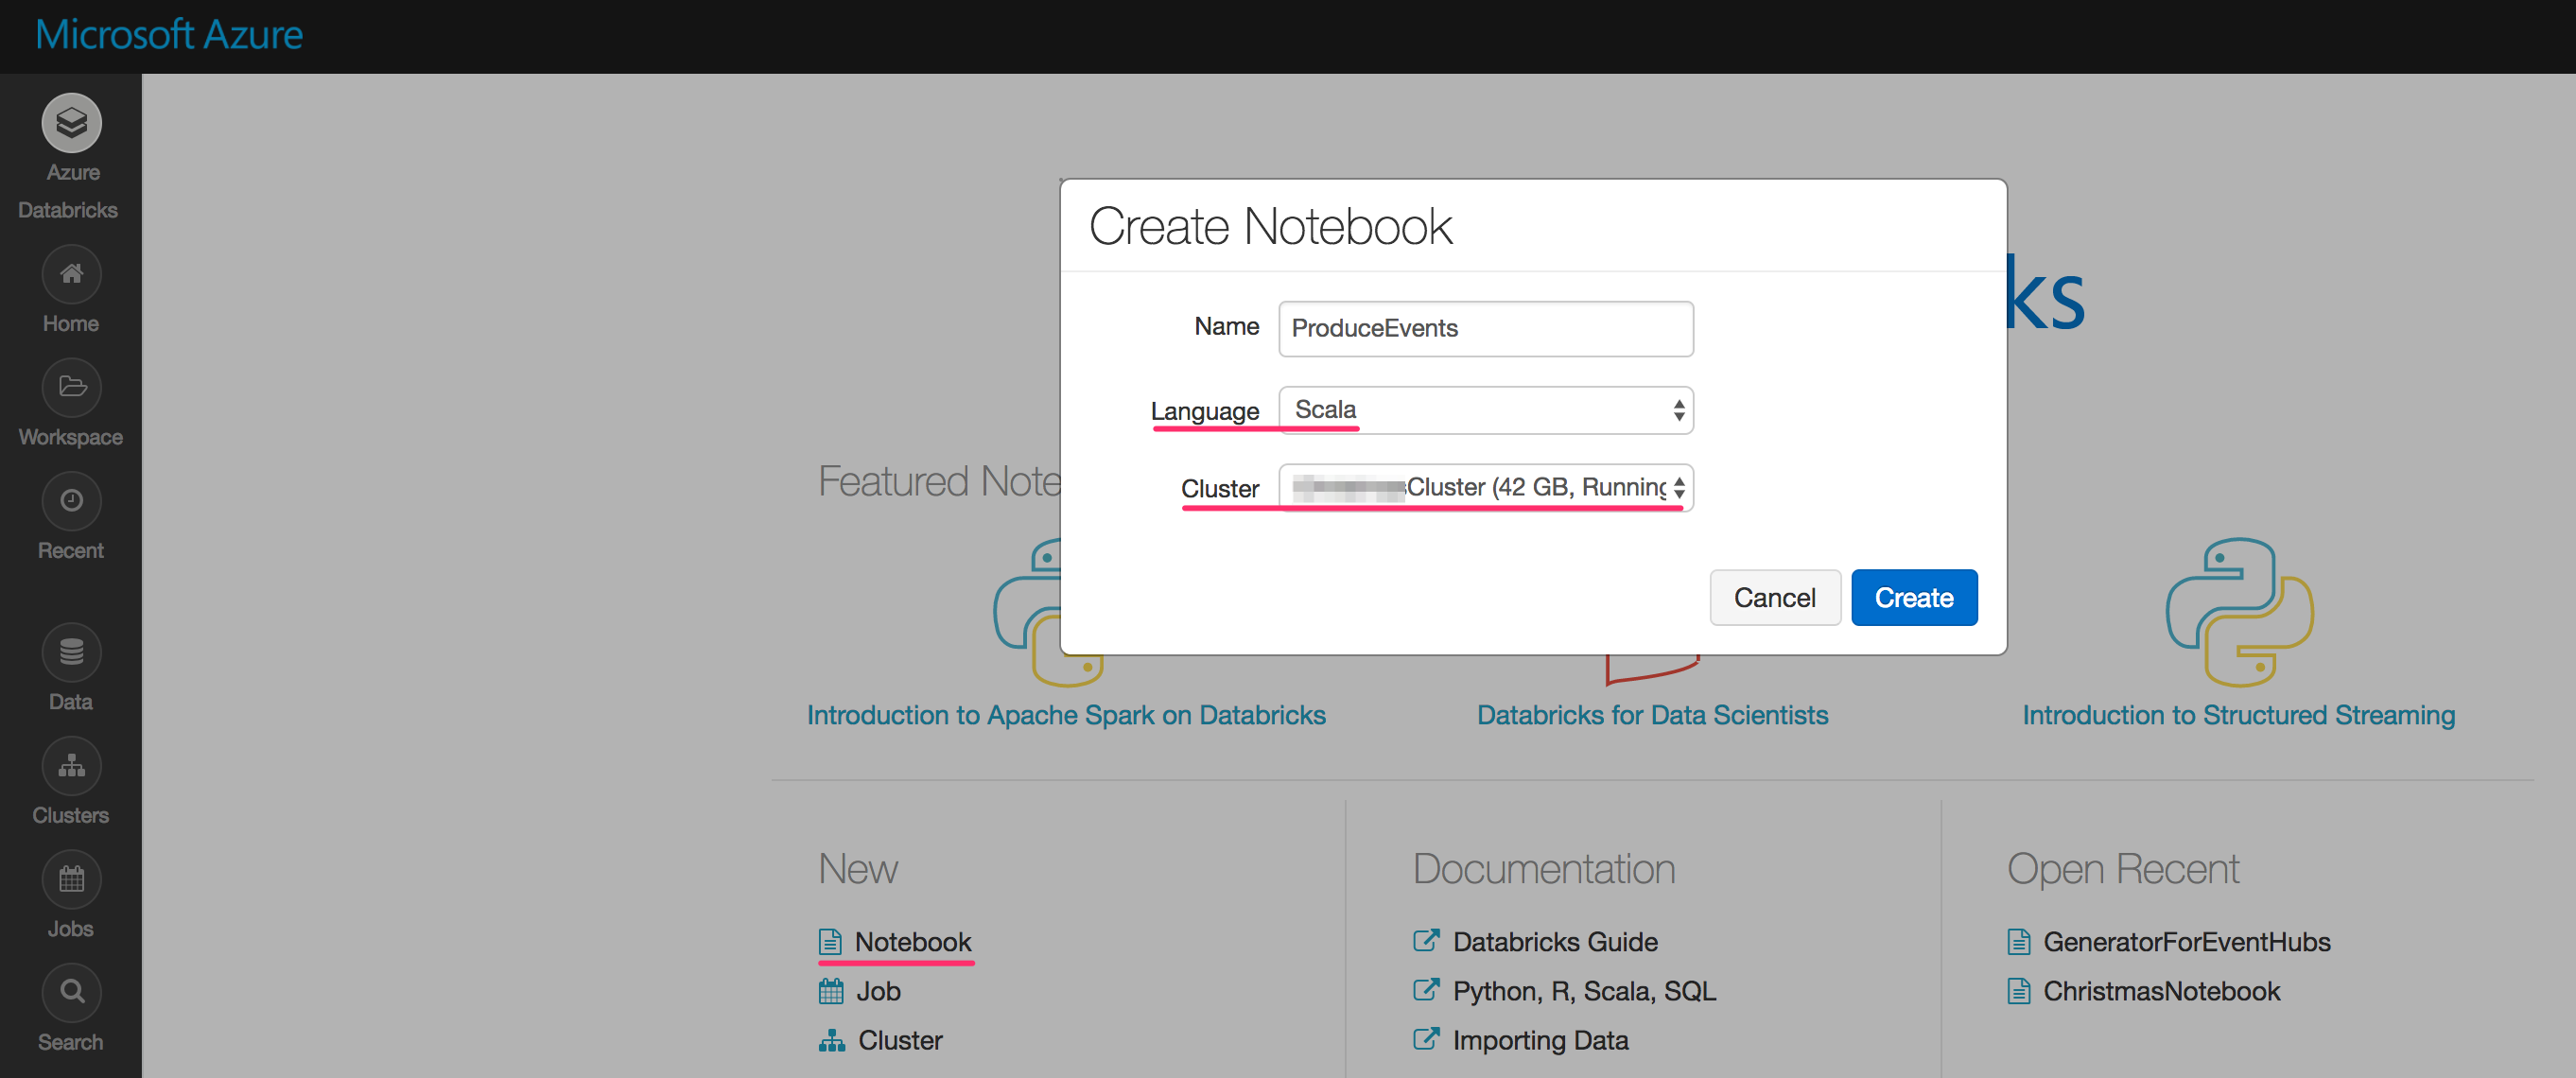 Microsoft Azure
Azure
Databricks
Home
Workspace
Recent
Data
Clusters
Jobs
Search
Create Notebook
Name ProduceEvents
Language Scala
Cluster Cluster (42 GB, Running
ks
Featured Note
Cancel Create
Introduction to Apache Spark on Databricks
Databricks for Data Scientists
Introduction to Structured Streaming
New
Notebook
Job
Cluster
Documentation
Databricks Guide
Python, R, Scala, SQL
Importing Data
Open Recent
GeneratorForEventHubs
ChristmasNotebook